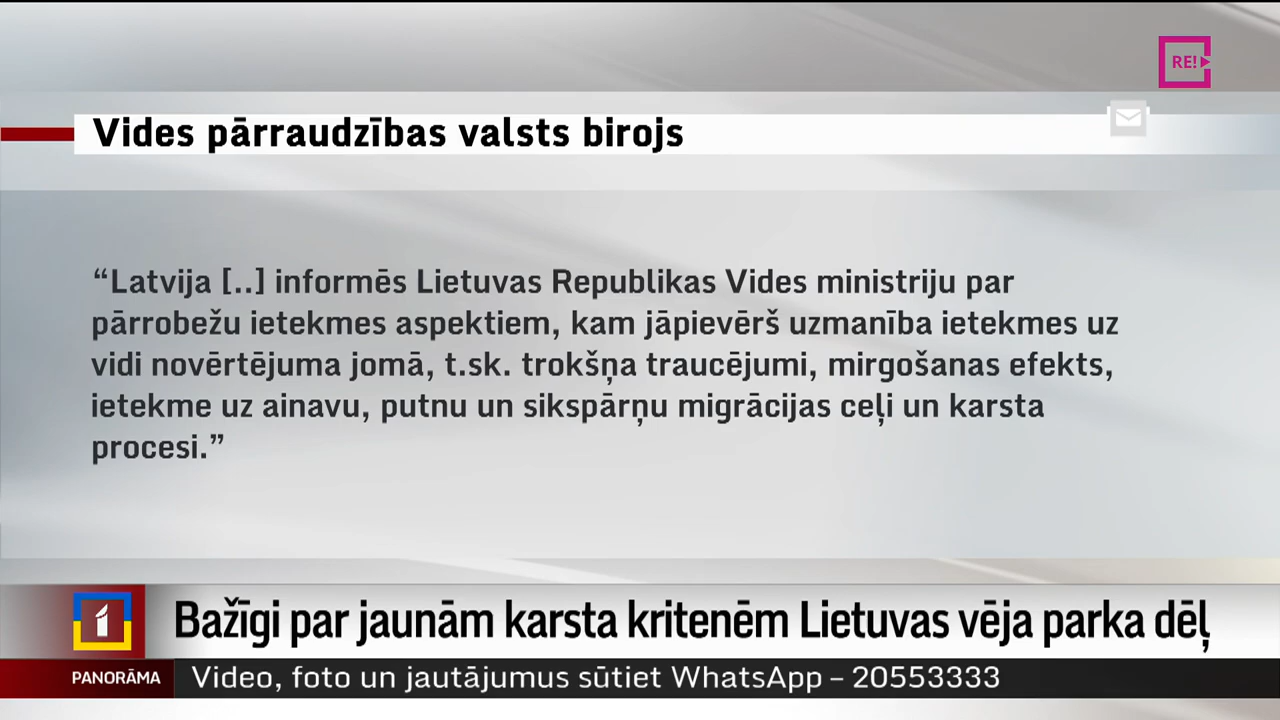 RE!
Vides pārraudzības valsts birojs
“Latvija [..] informēs Lietuvas Republikas Vides ministriju par
pārrobežu ietekmes aspektiem, kam jāpievērš uzmanība ietekmes uz
vidi novērtējuma jomā, t.sk. trokšņa traucējumi, mirgošanas efekts,
ietekme uz ainavu, putnu un sikspārņu migrācijas ceļi un karsta
procesi.”
1
Bažīgi par jaunām karsta kritenēm Lietuvas vēja parka dēļ
PANORĀMA
Video, foto un jautājumus sūtiet WhatsApp – 20553333